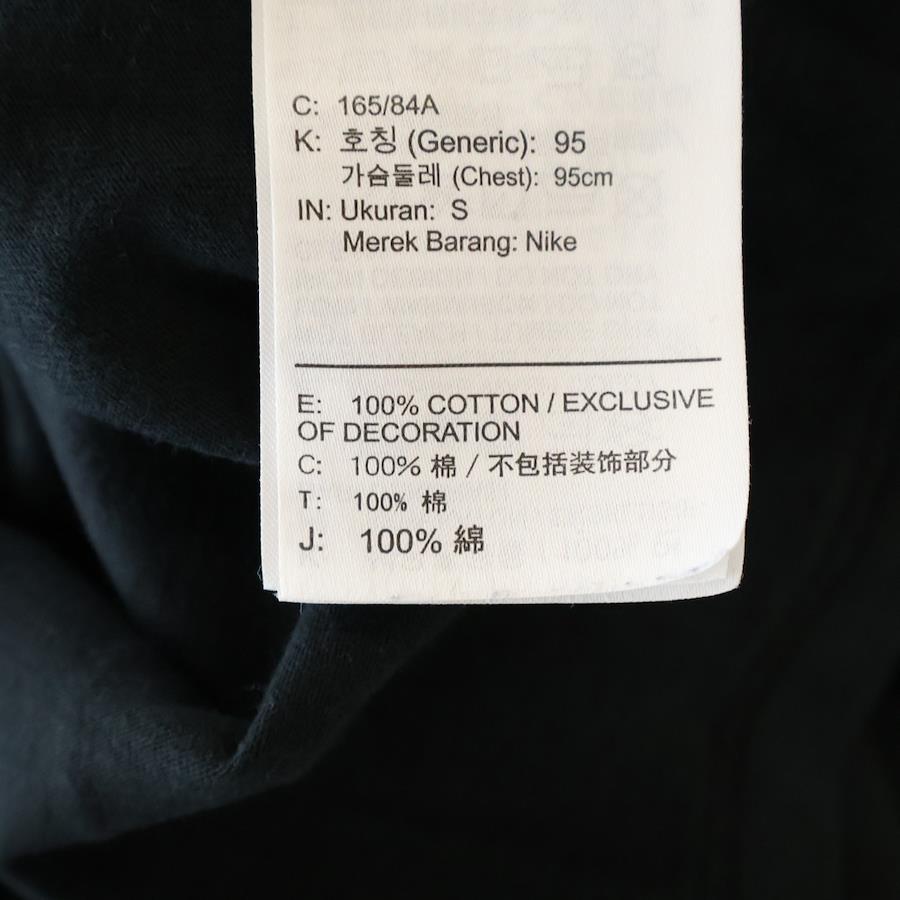 C: 165/84A
K: 호칭 (Generic): 95
가슴둘레 (Chest): 95cm
IN: Ukuran: S
Merek Barang: Nike
E: 100% COTTON / EXCLUSIVE
OF DECORATION
C: 100% 棉 / 不包括装饰部分
T: 100% 棉
J: 100% 綿